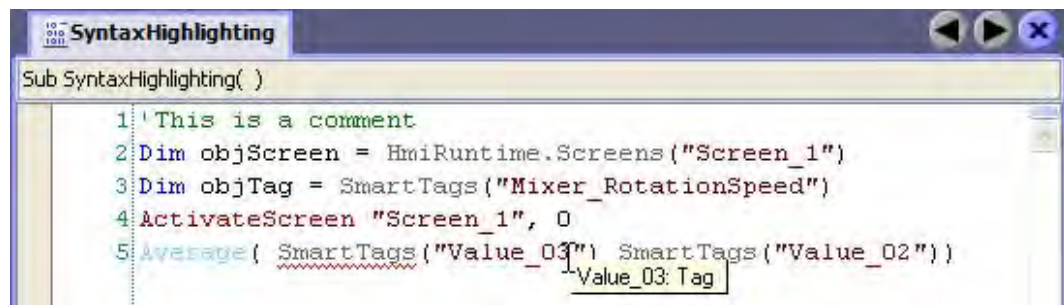 SyntaxHighlighting
Sub SyntaxHighlighting( )
1 'This is a comment
2 Dim objScreen = HmiRuntime.Screens("Screen_1")
3 Dim objTag = SmartTags("Mixer_RotationSpeed")
4 ActivateScreen "Screen_1", 0
5 Average( SmartTags("Value_03") SmartTags("Value_02"))
Value_03: Tag